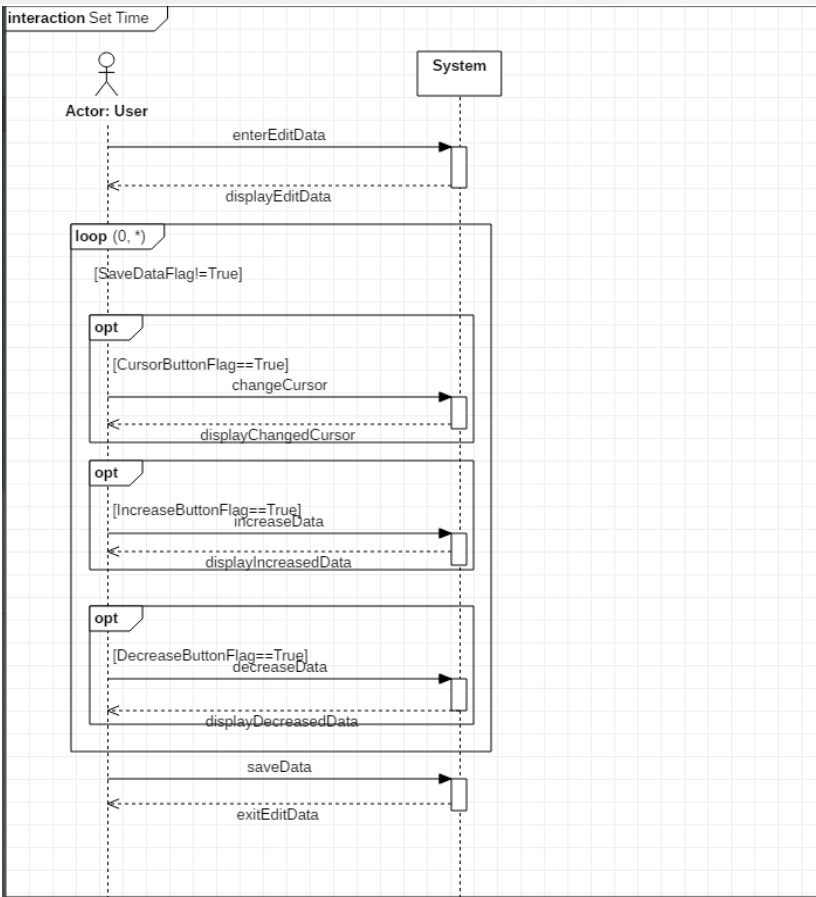 interaction Set Time
System
Actor: User
enterEditData
displayEditData
loop (0, *)
[SaveDataFlag!=True]
opt
[CursorButtonFlag==True]
changeCursor
displayChangedCursor
opt
[IncreaseButtonFlag==True]
increaseData
displayIncreasedData
opt
[DecreaseButtonFlag==True]
decreaseData
displayDecreasedData
saveData
exitEditData